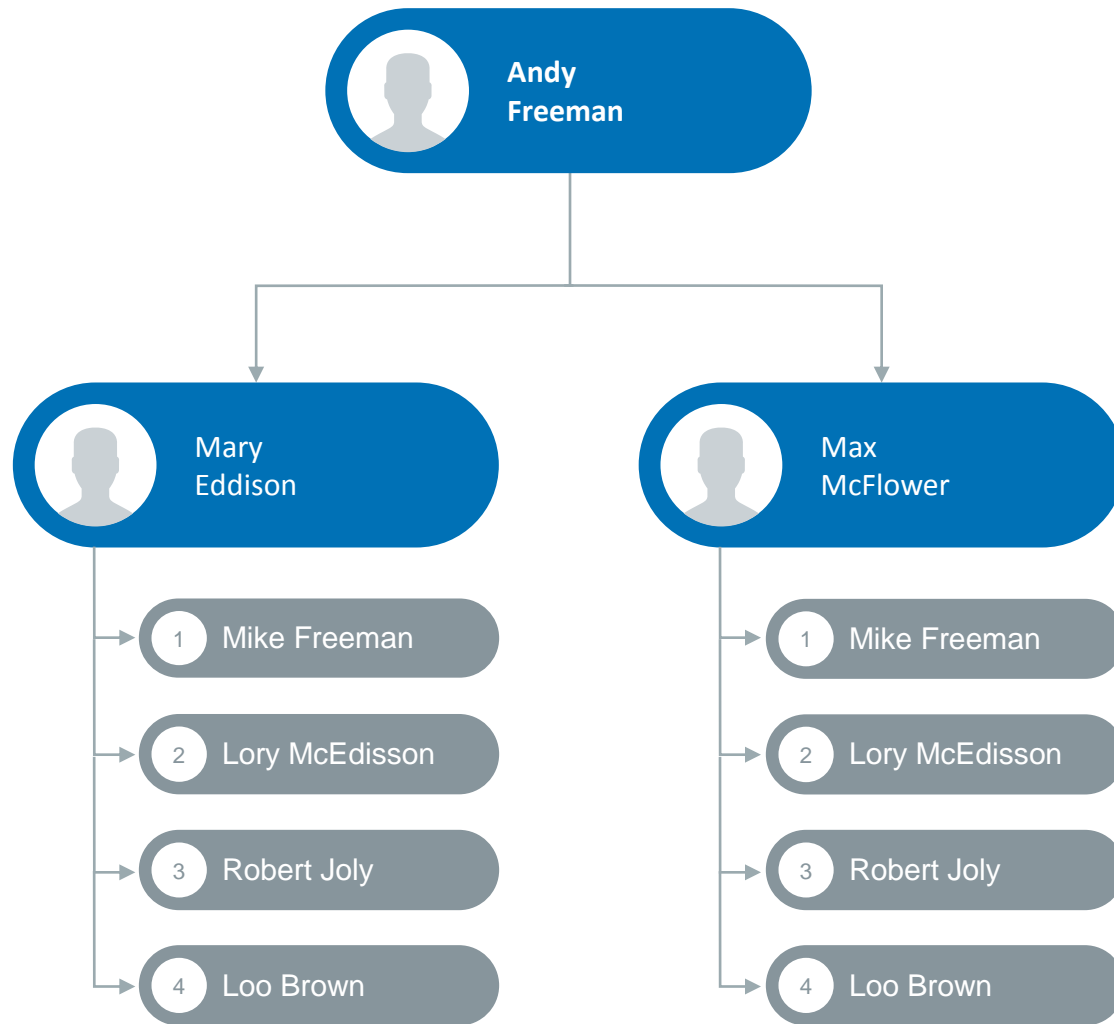 Andy
Freeman
Mary
Eddison
Max
McFlower
1 Mike Freeman
2 Lory McEdisson
3 Robert Joly
4 Loo Brown
1 Mike Freeman
2 Lory McEdisson
3 Robert Joly
4 Loo Brown